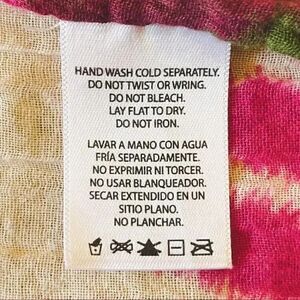 HAND WASH COLD SEPARATELY.
DO NOT TWIST OR WRING.
DO NOT BLEACH.
LAY FLAT TO DRY.
DO NOT IRON.
LAVAR A MANO CON AGUA
FRÍA SEPARADAMENTE.
NO EXPRIMIR NI TORCER.
NO USAR BLANQUEADOR.
SECAR EXTENDIDO EN UN
SITIO PLANO.
NO PLANCHAR.